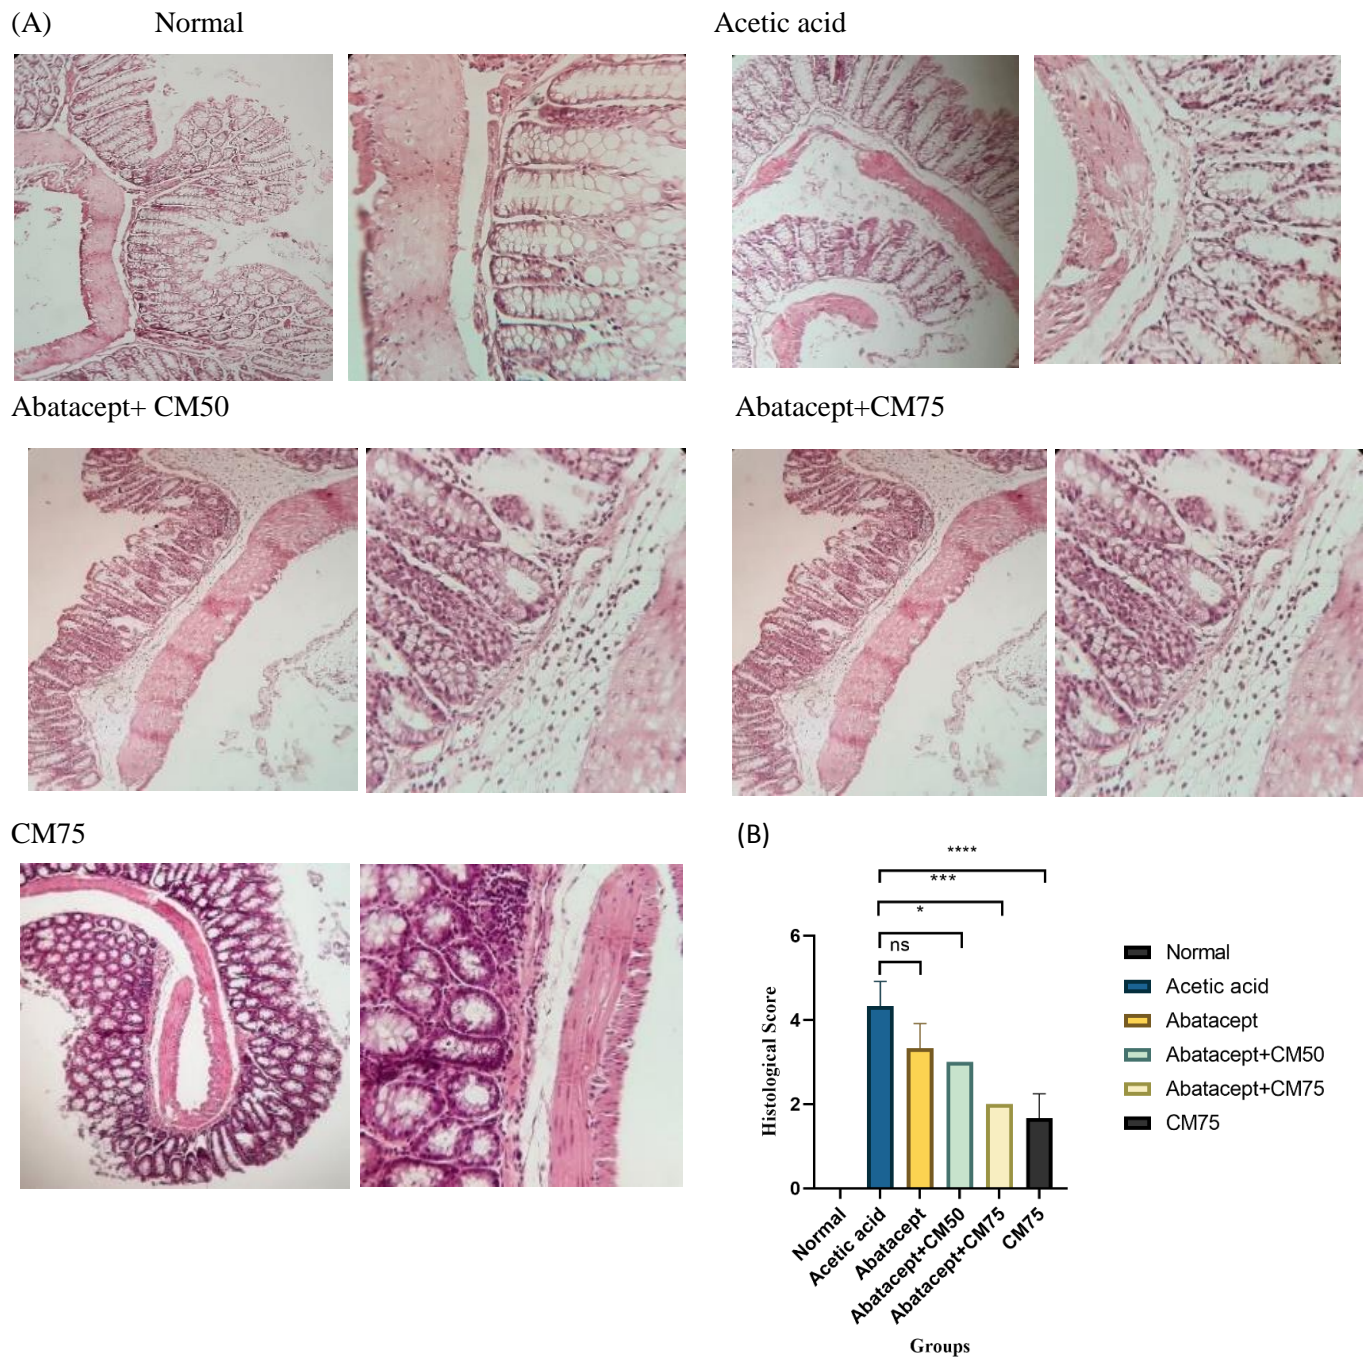 (A) Normal Acetic acid
Abatacept+ CM50 Abatacept+CM75
CM75
(B)
****
***
*
ns
6
4
2
0
Histological Score
Normal
Acetic acid
Abatacept
Abatacept+CM50
Abatacept+CM75
CM75
Groups
Normal
Acetic acid
Abatacept
Abatacept+CM50
Abatacept+CM75
CM75